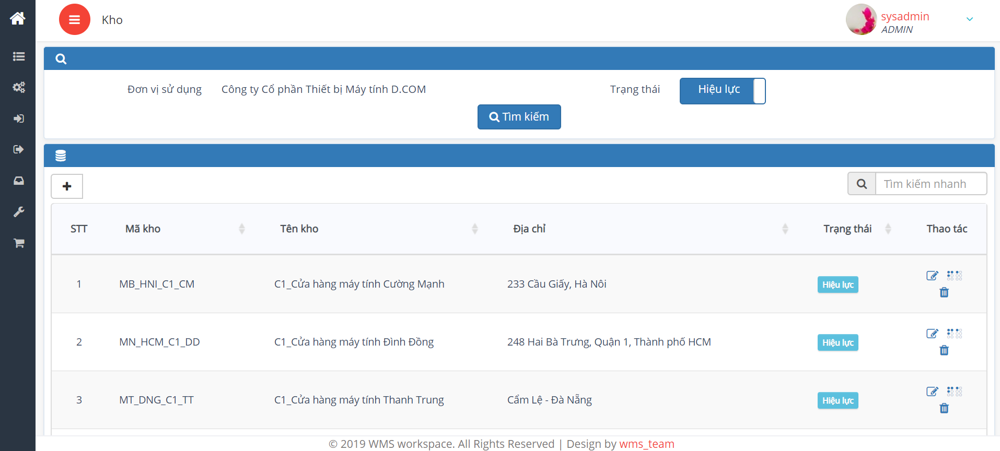 Kho
sysadmin
ADMIN
Đơn vị sử dụng Công ty Cổ phần Thiết bị Máy tính D.COM Trạng thái Hiệu lực
Tìm kiếm
Tìm kiếm nhanh
STT Mã kho Tên kho Địa chỉ Trạng thái Thao tác
1 MB_HNI_C1_CM C1_Cửa hàng máy tính Cường Mạnh 233 Cầu Giấy, Hà Nôi Hiệu lực
2 MN_HCM_C1_DD C1_Cửa hàng máy tính Đình Đồng 248 Hai Bà Trưng, Quận 1, Thành phố HCM Hiệu lực
3 MT_DNG_C1_TT C1_Cửa hàng máy tính Thanh Trung Cẩm Lệ - Đà Nẵng Hiệu lực
© 2019 WMS workspace. All Rights Reserved | Design by wms_team